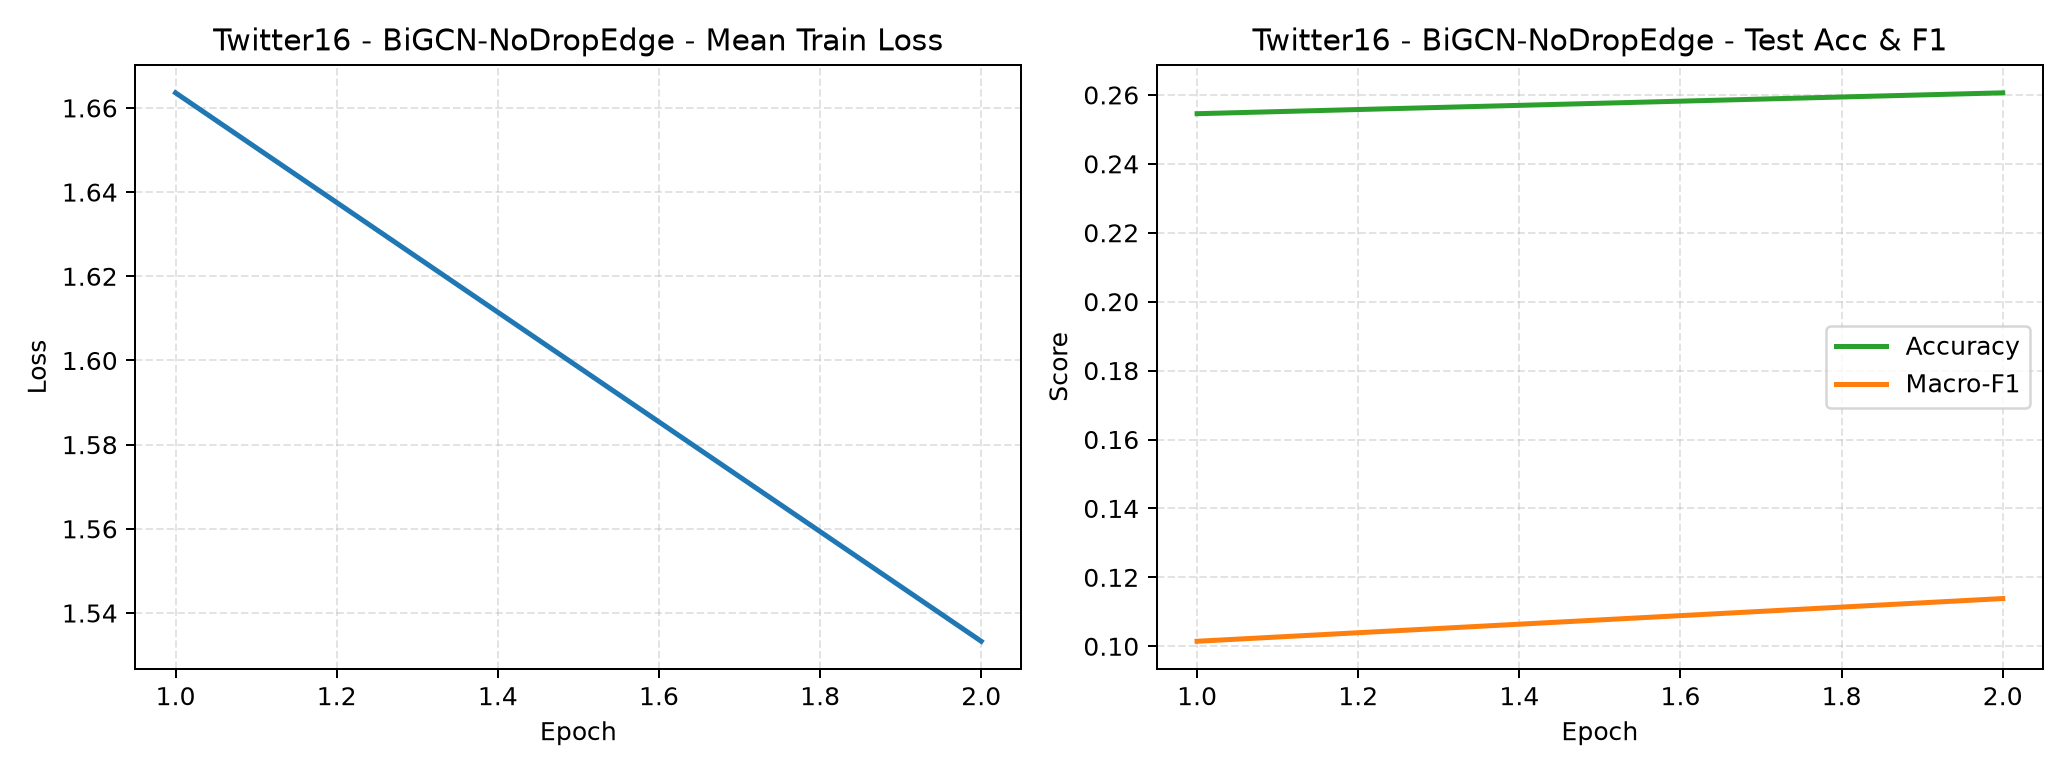 Twitter16 - BiGCN-NoDropEdge - Mean Train Loss
1.66
1.64
1.62
1.60
1.58
1.56
1.54
Loss
1.0 1.2 1.4 1.6 1.8 2.0
Epoch
Twitter16 - BiGCN-NoDropEdge - Test Acc & F1
0.26
0.24
0.22
0.20
0.18
0.16
0.14
0.12
0.10
Score
Accuracy
Macro-F1
1.0 1.2 1.4 1.6 1.8 2.0
Epoch